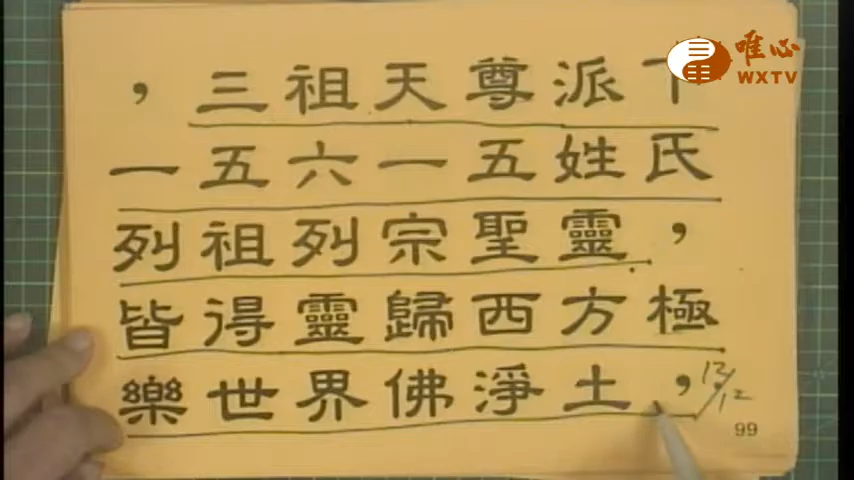 ，三祖天尊派下
一五六一五姓氏
列祖列宗聖靈，
皆得靈歸西方極
樂世界佛淨土，
12/12
99
唯心
WXTV